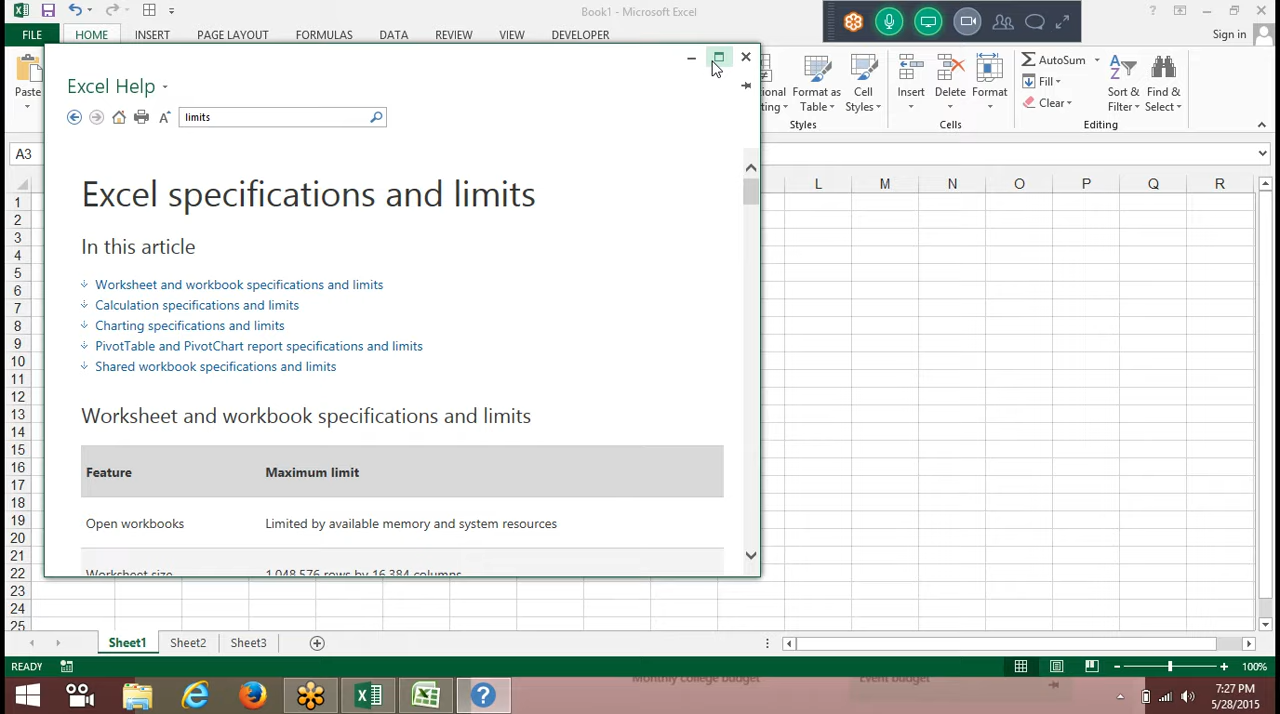 Book1 - Microsoft Excel
?
FILE HOME INSERT PAGE LAYOUT FORMULAS DATA REVIEW VIEW DEVELOPER Sign in
Paste
Format as Table
Cell Styles
Insert
Delete
Format
AutoSum
Fill
Clear
Sort & Filter
Find & Select
Styles Cells Editing
A3
Excel Help
limits
Excel specifications and limits
In this article
Worksheet and workbook specifications and limits
Calculation specifications and limits
Charting specifications and limits
PivotTable and PivotChart report specifications and limits
Shared workbook specifications and limits
Worksheet and workbook specifications and limits
Feature Maximum limit
Open workbooks Limited by available memory and system resources
Worksheet size 1,048,576 rows by 16,384 columns
L M N O P Q R
1
2
3
4
5
6
7
8
9
10
11
12
13
14
15
16
17
18
19
20
21
22
23
24
25
Sheet1 Sheet2 Sheet3
READY 100%
Monthly college budget Event budget
7:27 PM
5/28/2015